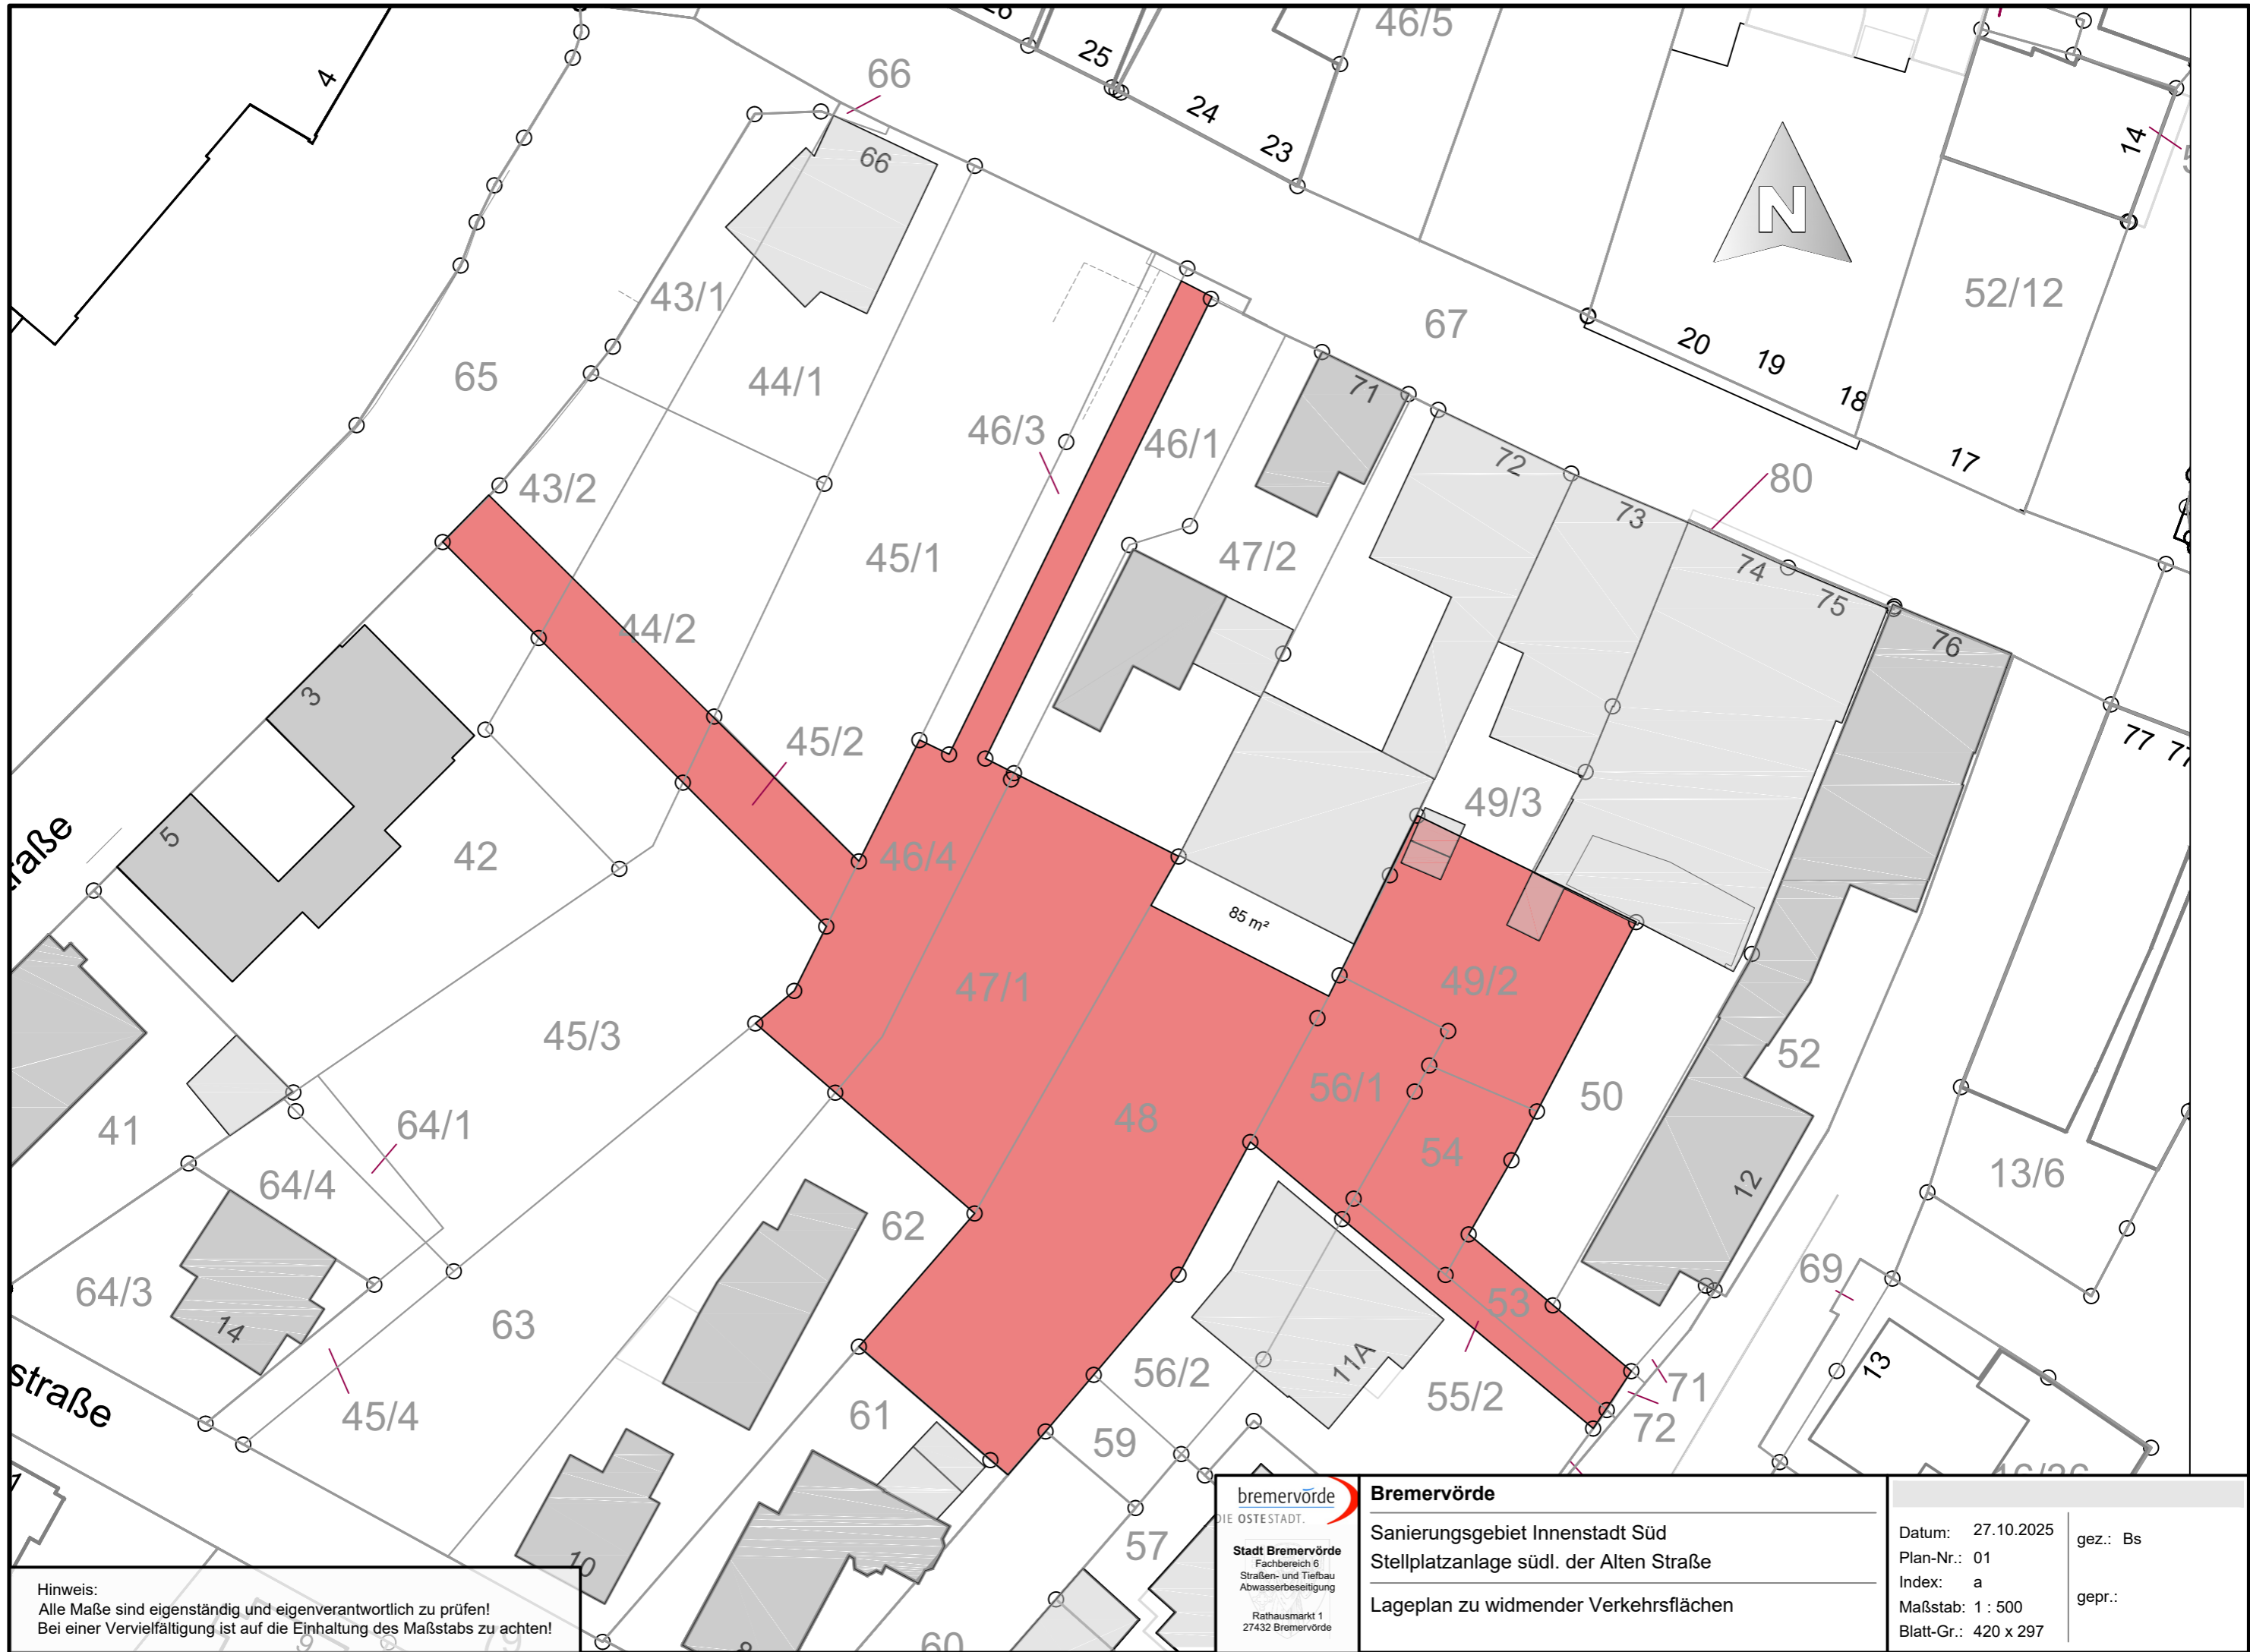 4
25
24
23
46/5
66
66
14
52/12
43/1
67
20
19
18
17
65
44/1
46/3
46/1
71
43/2
72
80
73
45/1
47/2
74
75
76
44/2
3
45/2
77
49/3
5
42
46/4
85 m²
47/1
49/2
45/3
52
56/1
50
41
64/1
48
54
64/4
12
13/6
62
69
64/3
53
63
14
11A
13
56/2
55/2
71
straße
45/4
61
72
59
57
10
60
Hinweis:
Alle Maße sind eigenständig und eigenverantwortlich zu prüfen!
Bei einer Vervielfältigung ist auf die Einhaltung des Maßstabs zu achten!
bremervörde
DIE OSTESTADT.
Stadt Bremervörde
Fachbereich 6
Straßen- und Tiefbau
Abwasserbeseitigung
Rathausmarkt 1
27432 Bremervörde
Bremervörde
Sanierungsgebiet Innenstadt Süd
Stellplatzanlage südl. der Alten Straße
Lageplan zu widmender Verkehrsflächen
Datum: 27.10.2025
Plan-Nr.: 01
Index: a
Maßstab: 1 : 500
Blatt-Gr.: 420 x 297
gez.: Bs
gepr.:
N